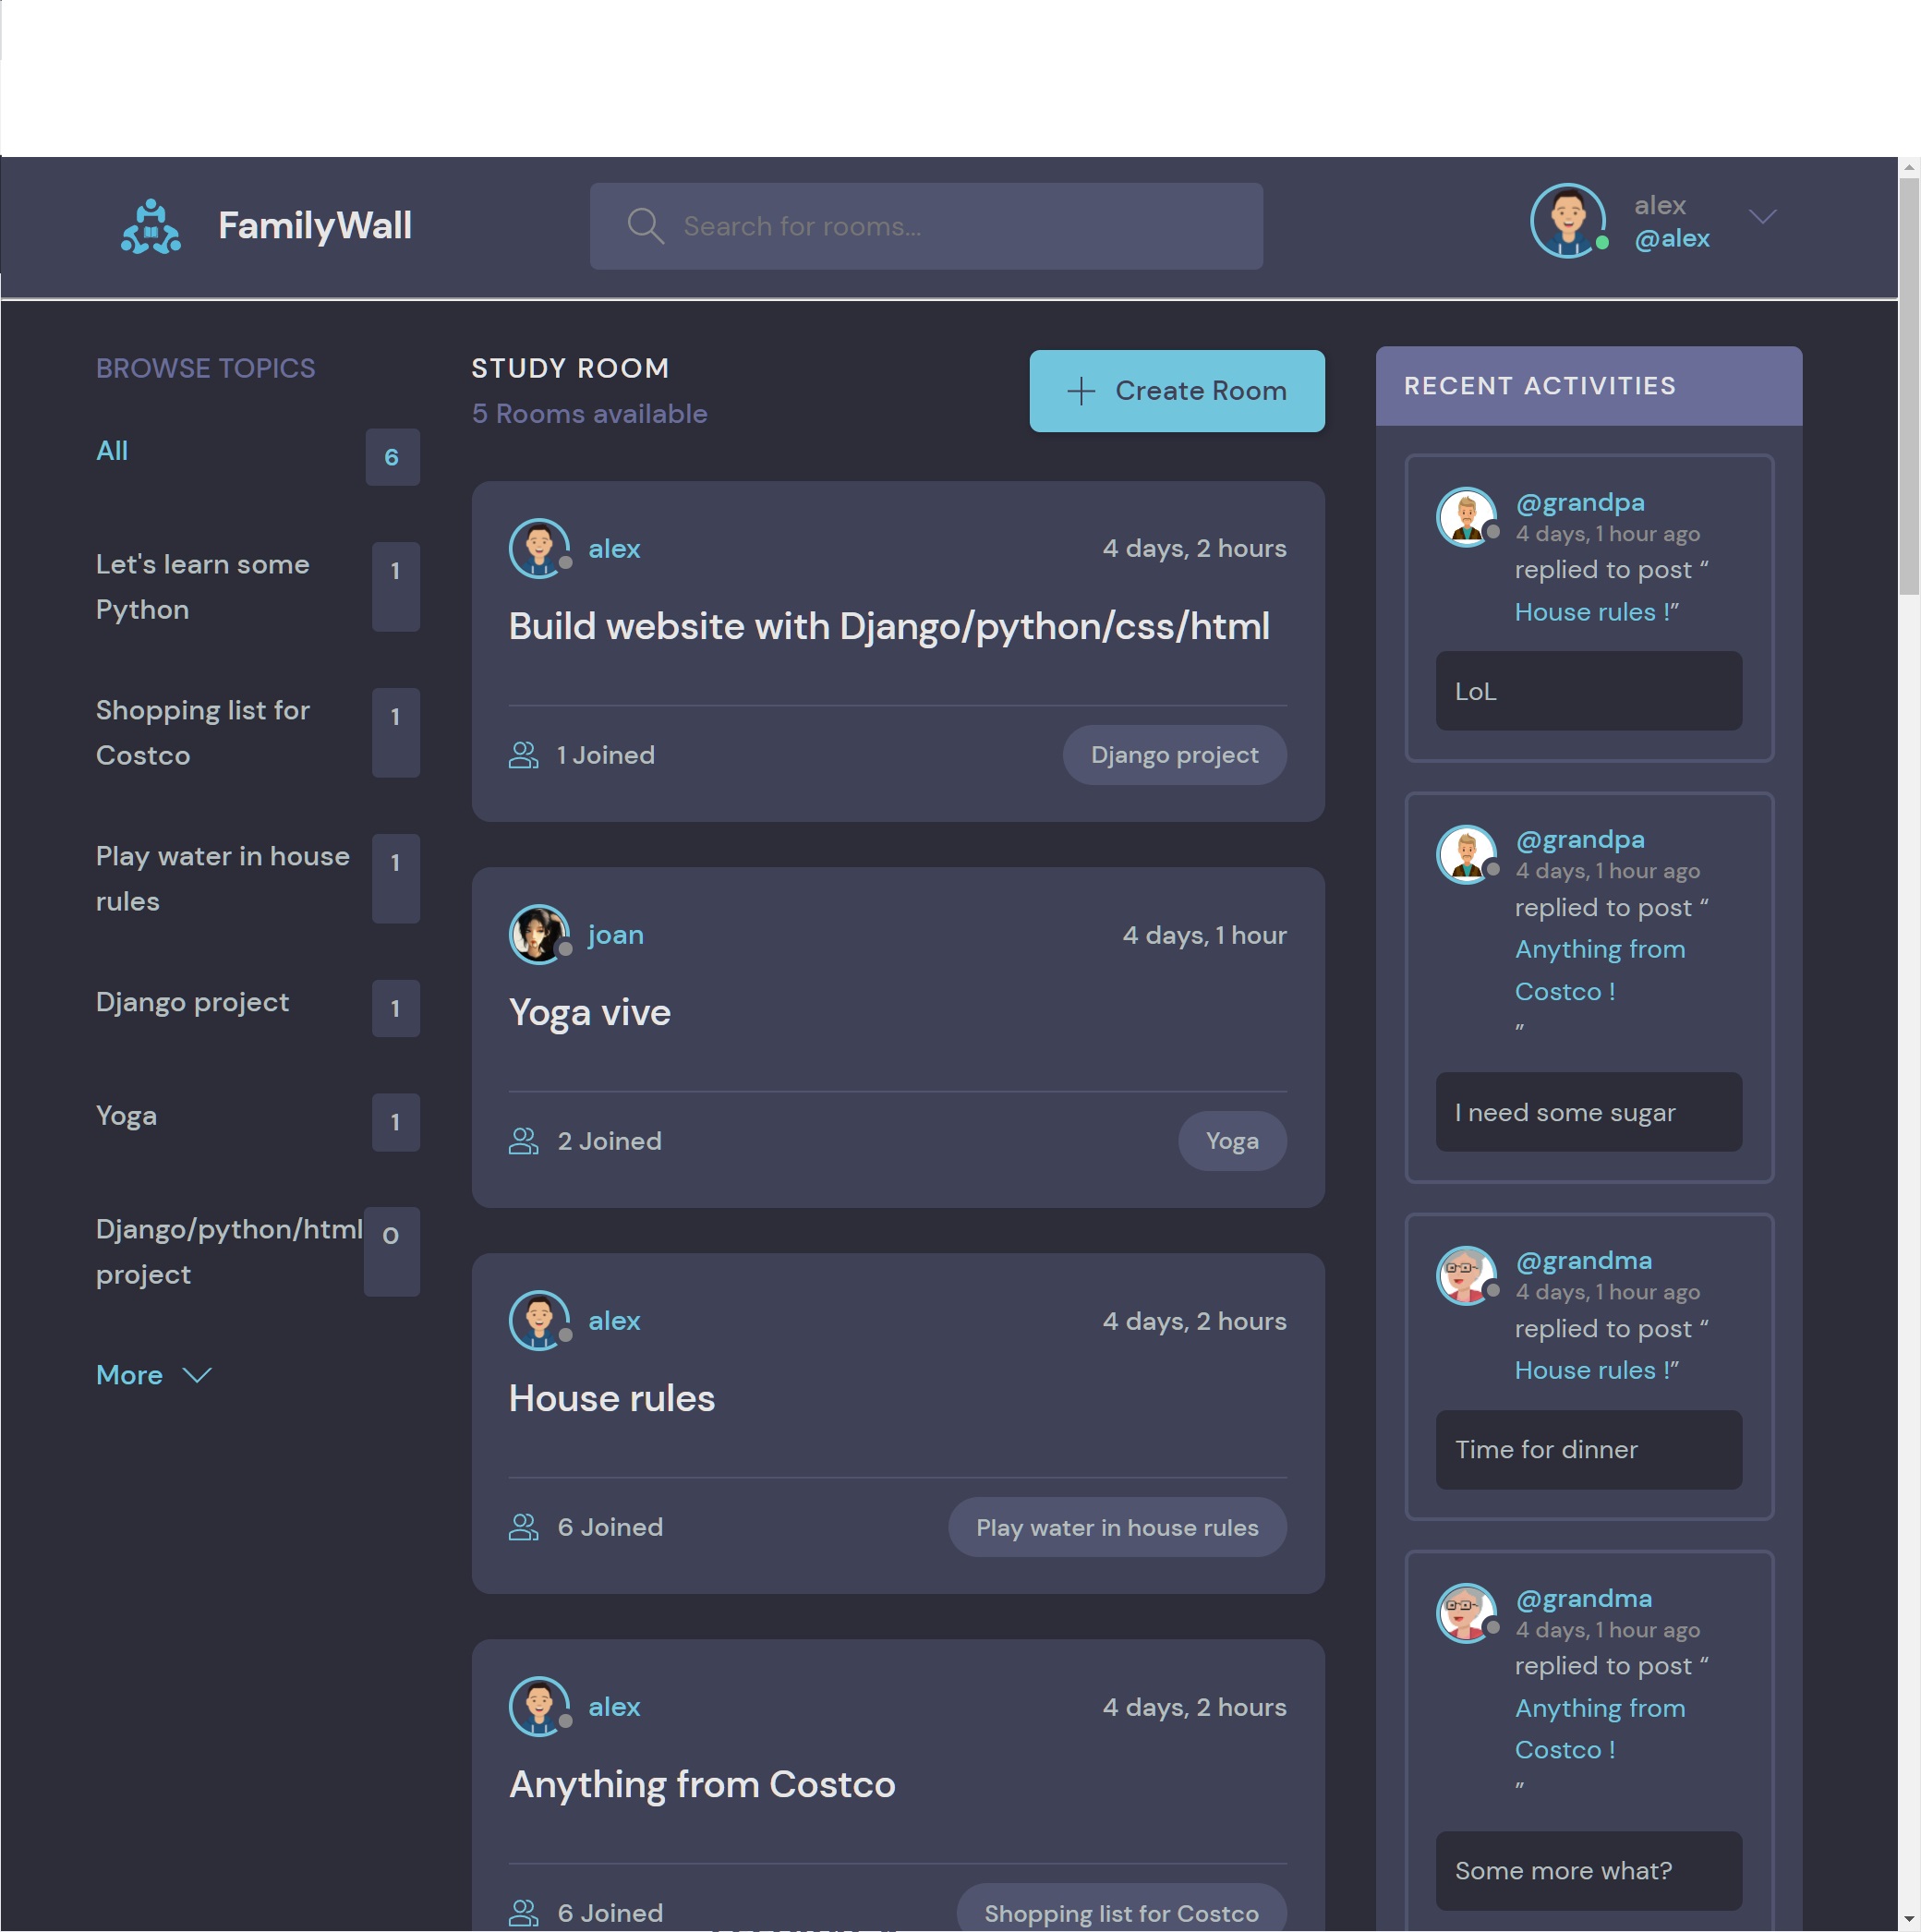 FamilyWall
Search for rooms...
alex
@alex
BROWSE TOPICS
All
6
Let's learn some
Python
1
Shopping list for
Costco
1
Play water in house
rules
1
Django project
1
Yoga
1
Django/python/html
project
0
More
STUDY ROOM
5 Rooms available
Create Room
alex
4 days, 2 hours
Build website with Django/python/css/html
1 Joined
Django project
joan
4 days, 1 hour
Yoga vive
2 Joined
Yoga
alex
4 days, 2 hours
House rules
6 Joined
Play water in house rules
alex
4 days, 2 hours
Anything from Costco
6 Joined
Shopping list for Costco
RECENT ACTIVITIES
@grandpa
4 days, 1 hour ago
replied to post “
House rules !”
LoL
@grandpa
4 days, 1 hour ago
replied to post “
Anything from
Costco !
”
I need some sugar
@grandma
4 days, 1 hour ago
replied to post “
House rules !”
Time for dinner
@grandma
4 days, 1 hour ago
replied to post “
Anything from
Costco !
”
Some more what?